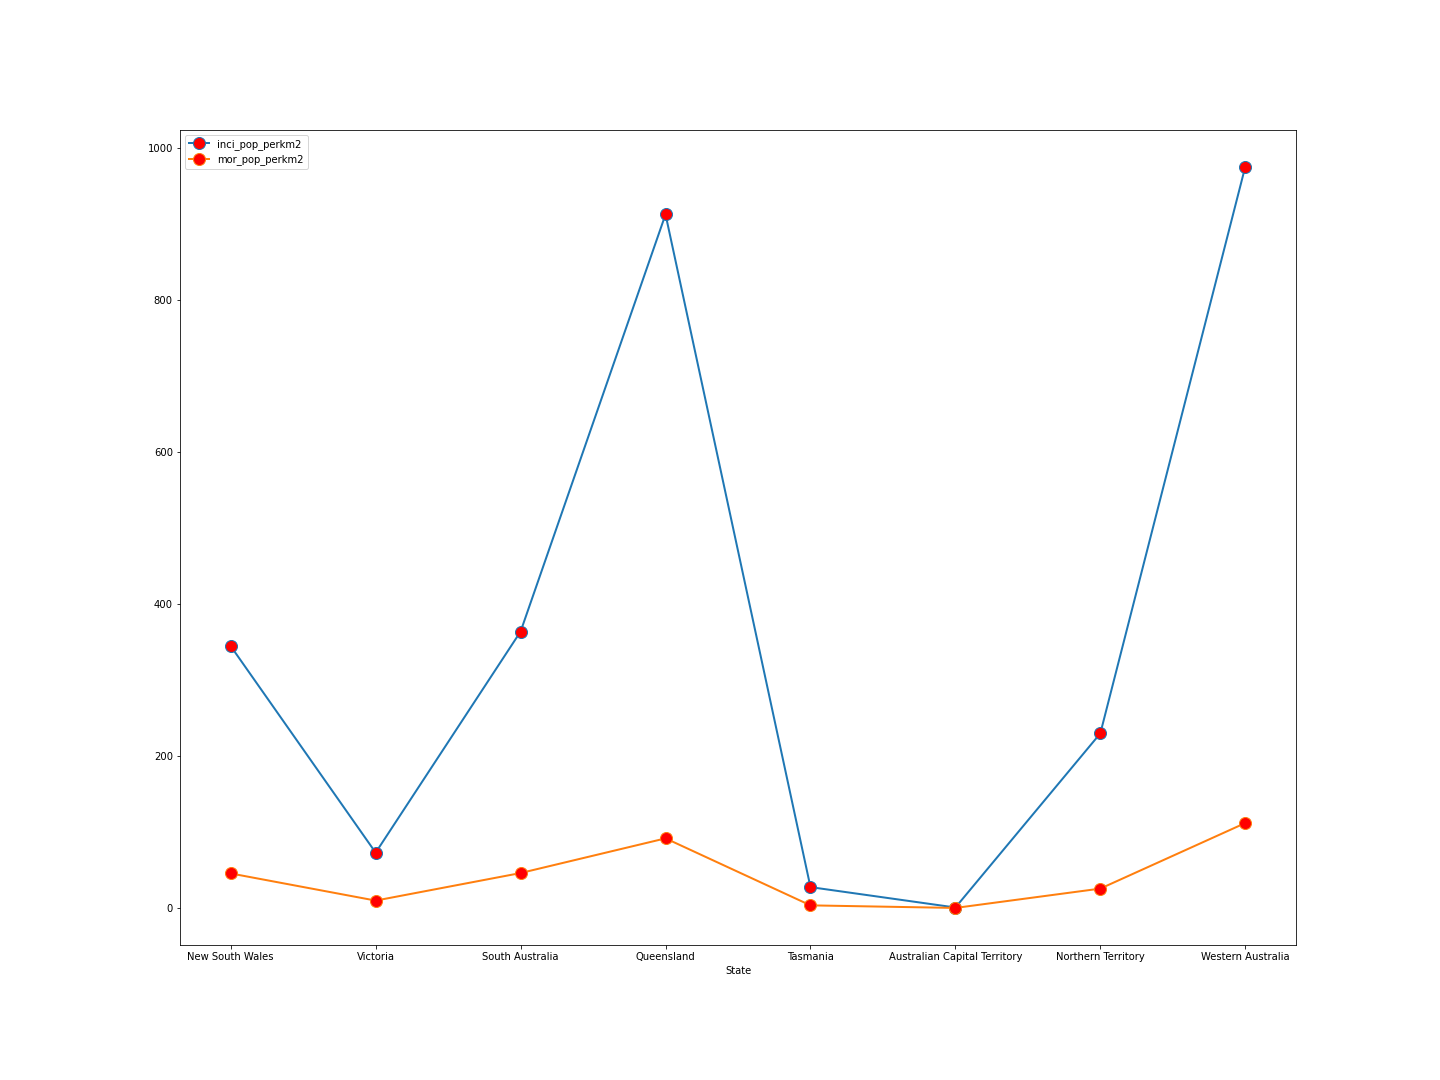 inci_pop_perkm2
mor_pop_perkm2
1000
800
600
400
200
0
New South Wales Victoria South Australia Queensland Tasmania Australian Capital Territory Northern Territory Western Australia
State